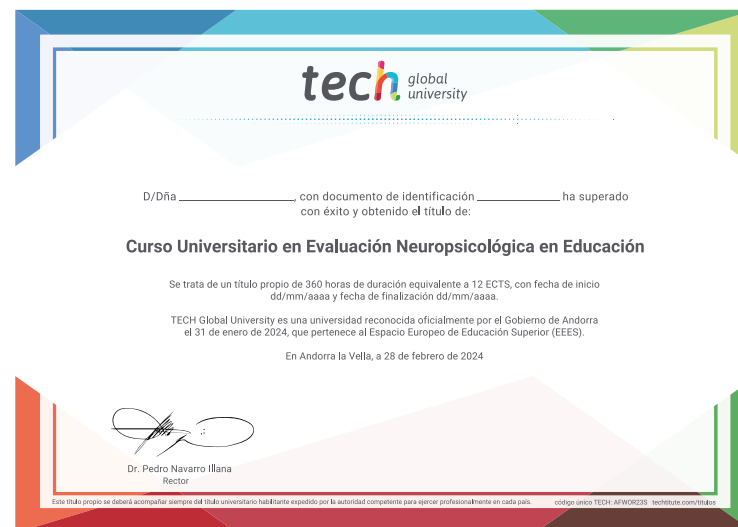 tech global
university
D/Dña ____________, con documento de identificación ____________ ha superado
con éxito y obtenido el título de:
Curso Universitario en Evaluación Neuropsicológica en Educación
Se trata de un título propio de 360 horas de duración equivalente a 12 ECTS, con fecha de inicio
dd/mm/aaaa y fecha de finalización dd/mm/aaaa.
TECH Global University es una universidad reconocida oficialmente por el Gobierno de Andorra
el 31 de enero de 2024, que pertenece al Espacio Europeo de Educación Superior (EEES).
En Andorra la Vella, a 28 de febrero de 2024
Dr. Pedro Navarro Illana
Rector
Este título propio se deberá acompañar siempre del título universitario habilitante expedido por la autoridad competente para ejercer profesionalmente en cada país. código único TECH: AFWOR23S techtitute.com/titulos